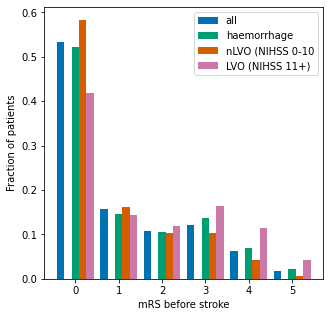 all
haemorrhage
nLVO (NIHSS 0-10
LVO (NIHSS 11+)
Fraction of patients
0.6
0.5
0.4
0.3
0.2
0.1
0.0
0 1 2 3 4 5
mRS before stroke